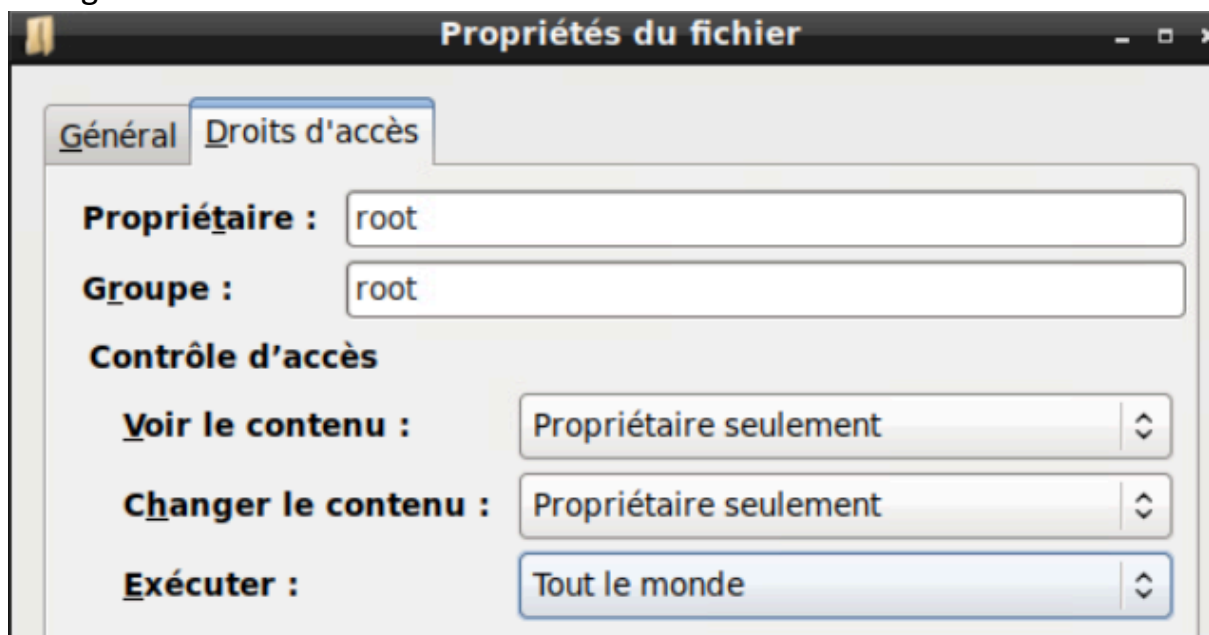 Propriétés du fichier
Général Droits d'accès
Propriétaire : root
Groupe : root
Contrôle d’accès
Voir le contenu : Propriétaire seulement
Changer le contenu : Propriétaire seulement
Exécuter : Tout le monde